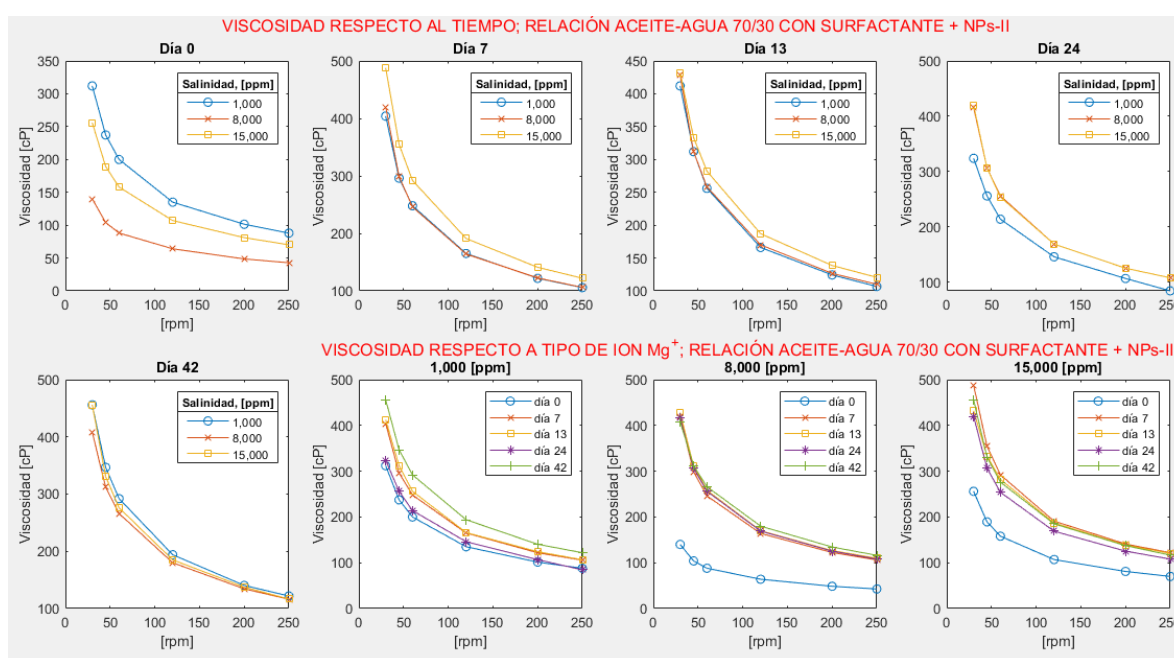 VISCOSIDAD RESPECTO AL TIEMPO; RELACIÓN ACEITE-AGUA 70/30 CON SURFACTANTE + NPs-II
Día 0
Viscosidad [cP]
350
300
250
200
150
100
50
0
Salinidad, [ppm]
1,000
8,000
15,000
0 50 100 150 200 250
[rpm]
Día 7
Viscosidad [cP]
500
400
300
200
100
Salinidad, [ppm]
1,000
8,000
15,000
0 50 100 150 200 250
[rpm]
Día 13
Viscosidad [cP]
450
400
350
300
250
200
150
100
Salinidad, [ppm]
1,000
8,000
15,000
0 50 100 150 200 250
[rpm]
Día 24
Viscosidad [cP]
500
400
300
200
100
Salinidad, [ppm]
1,000
8,000
15,000
0 50 100 150 200 250
[rpm]
VISCOSIDAD RESPECTO A TIPO DE ION Mg+; RELACIÓN ACEITE-AGUA 70/30 CON SURFACTANTE + NPs-II
Día 42
Viscosidad [cP]
500
400
300
200
100
Salinidad, [ppm]
1,000
8,000
15,000
0 50 100 150 200 250
[rpm]
1,000 [ppm]
Viscosidad [cP]
500
400
300
200
100
0
día 0
día 7
día 13
día 24
día 42
0 50 100 150 200 250
[rpm]
8,000 [ppm]
Viscosidad [cP]
500
400
300
200
100
0
día 0
día 7
día 13
día 24
día 42
0 50 100 150 200 250
[rpm]
15,000 [ppm]
Viscosidad [cP]
500
400
300
200
100
0
día 0
día 7
día 13
día 24
día 42
0 50 100 150 200 250
[rpm]